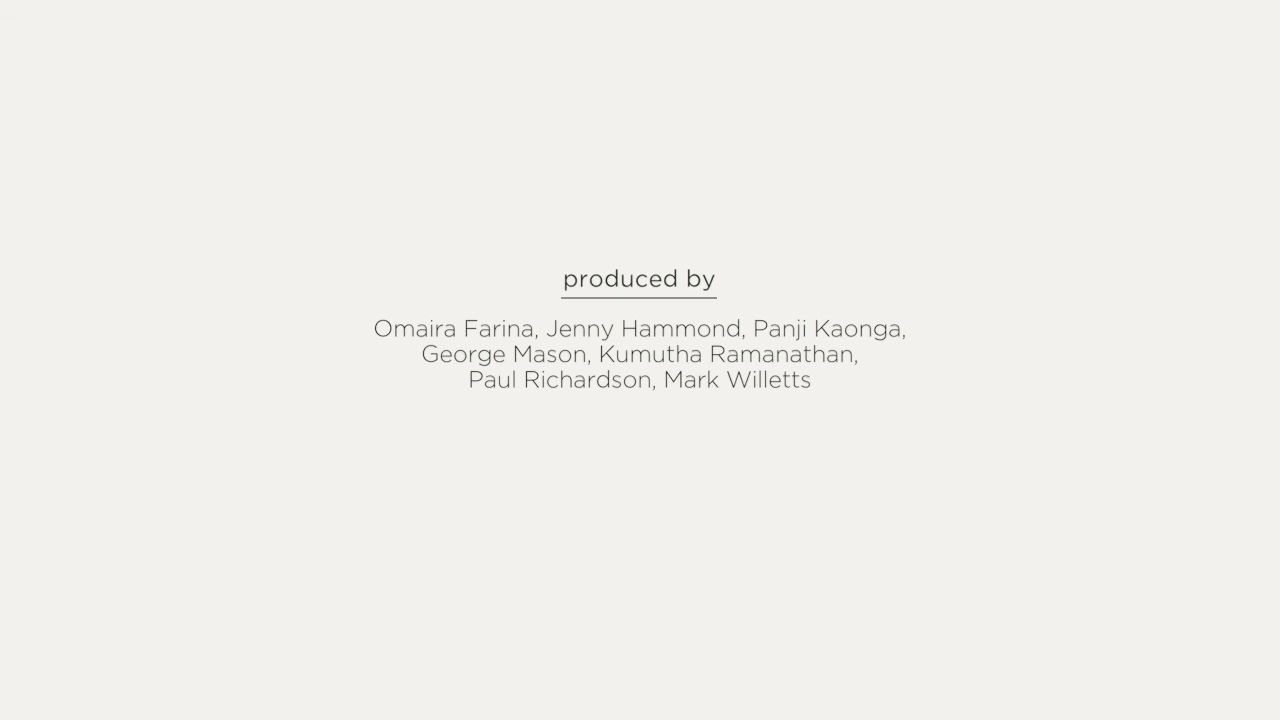 produced by
Omaira Farina, Jenny Hammond, Panji Kaonga,
George Mason, Kumutha Ramanathan,
Paul Richardson, Mark Willetts